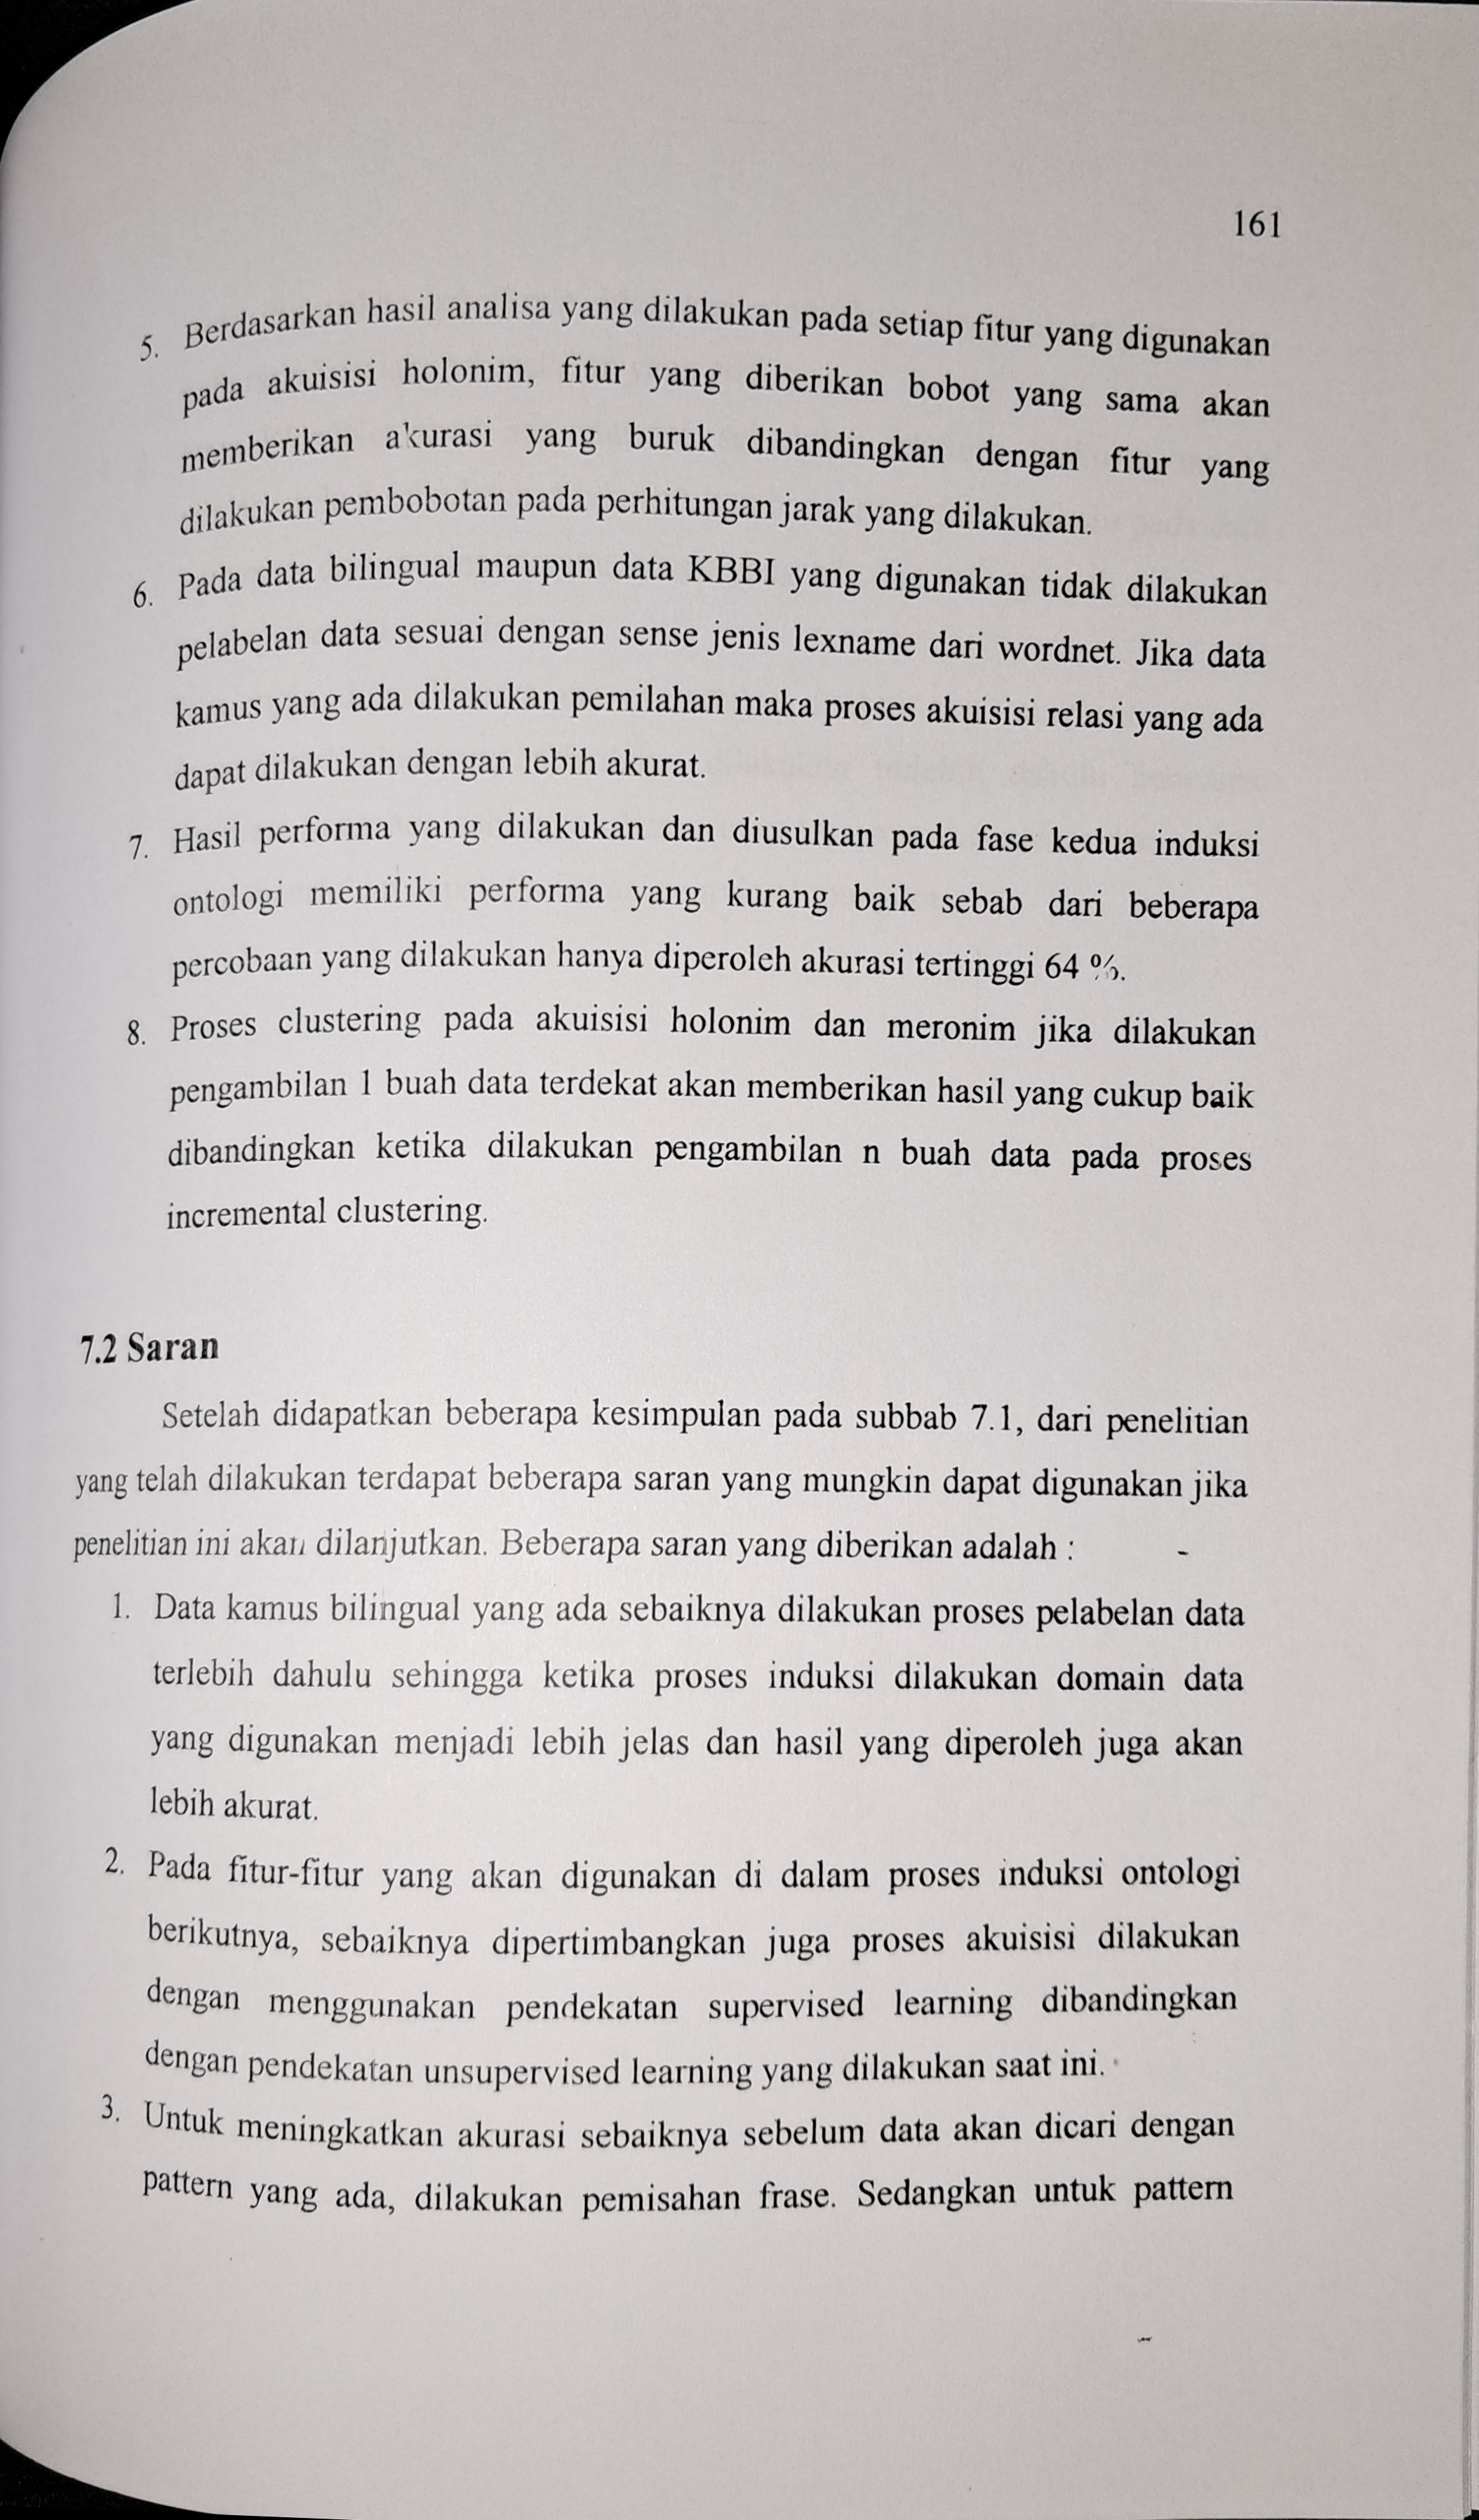 161
5. Berdasarkan hasil analisa yang dilakukan pada setiap fitur yang digunakan
pada akuisisi holonim, fitur yang diberikan bobot yang sama akan
memberikan akurasi yang buruk dibandingkan dengan fitur yang
dilakukan pembobotan pada perhitungan jarak yang dilakukan.
6. Pada data bilingual maupun data KBBI yang digunakan tidak dilakukan
pelabelan data sesuai dengan sense jenis lexname dari wordnet. Jika data
kamus yang ada dilakukan pemilahan maka proses akuisisi relasi yang ada
dapat dilakukan dengan lebih akurat.
7. Hasil performa yang dilakukan dan diusulkan pada fase kedua induksi
ontologi memiliki performa yang kurang baik sebab dari beberapa
percobaan yang dilakukan hanya diperoleh akurasi tertinggi 64 %.
8. Proses clustering pada akuisisi holonim dan meronim jika dilakukan
pengambilan 1 buah data terdekat akan memberikan hasil yang cukup baik
dibandingkan ketika dilakukan pengambilan n buah data pada proses
incremental clustering.
7.2 Saran
Setelah didapatkan beberapa kesimpulan pada subbab 7.1, dari penelitian
yang telah dilakukan terdapat beberapa saran yang mungkin dapat digunakan jika
penelitian ini akan dilanjutkan. Beberapa saran yang diberikan adalah :
1. Data kamus bilingual yang ada sebaiknya dilakukan proses pelabelan data
terlebih dahulu sehingga ketika proses induksi dilakukan domain data
yang digunakan menjadi lebih jelas dan hasil yang diperoleh juga akan
lebih akurat.
2. Pada fitur-fitur yang akan digunakan di dalam proses induksi ontologi
berikutnya, sebaiknya dipertimbangkan juga proses akuisisi dilakukan
dengan menggunakan pendekatan supervised learning dibandingkan
dengan pendekatan unsupervised learning yang dilakukan saat ini.
3. Untuk meningkatkan akurasi sebaiknya sebelum data akan dicari dengan
pattern yang ada, dilakukan pemisahan frase. Sedangkan untuk pattern